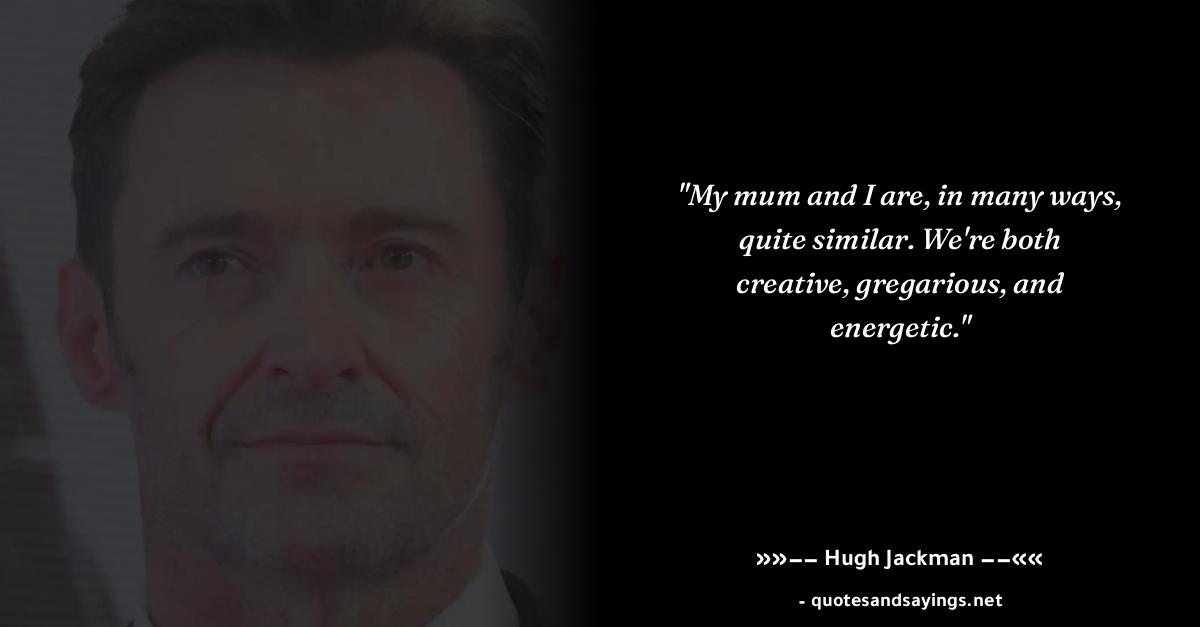 "My mum and I are, in many ways,
quite similar. We're both
creative, gregarious, and
energetic."
»»–– Hugh Jackman ––««
- quotesandsayings.net